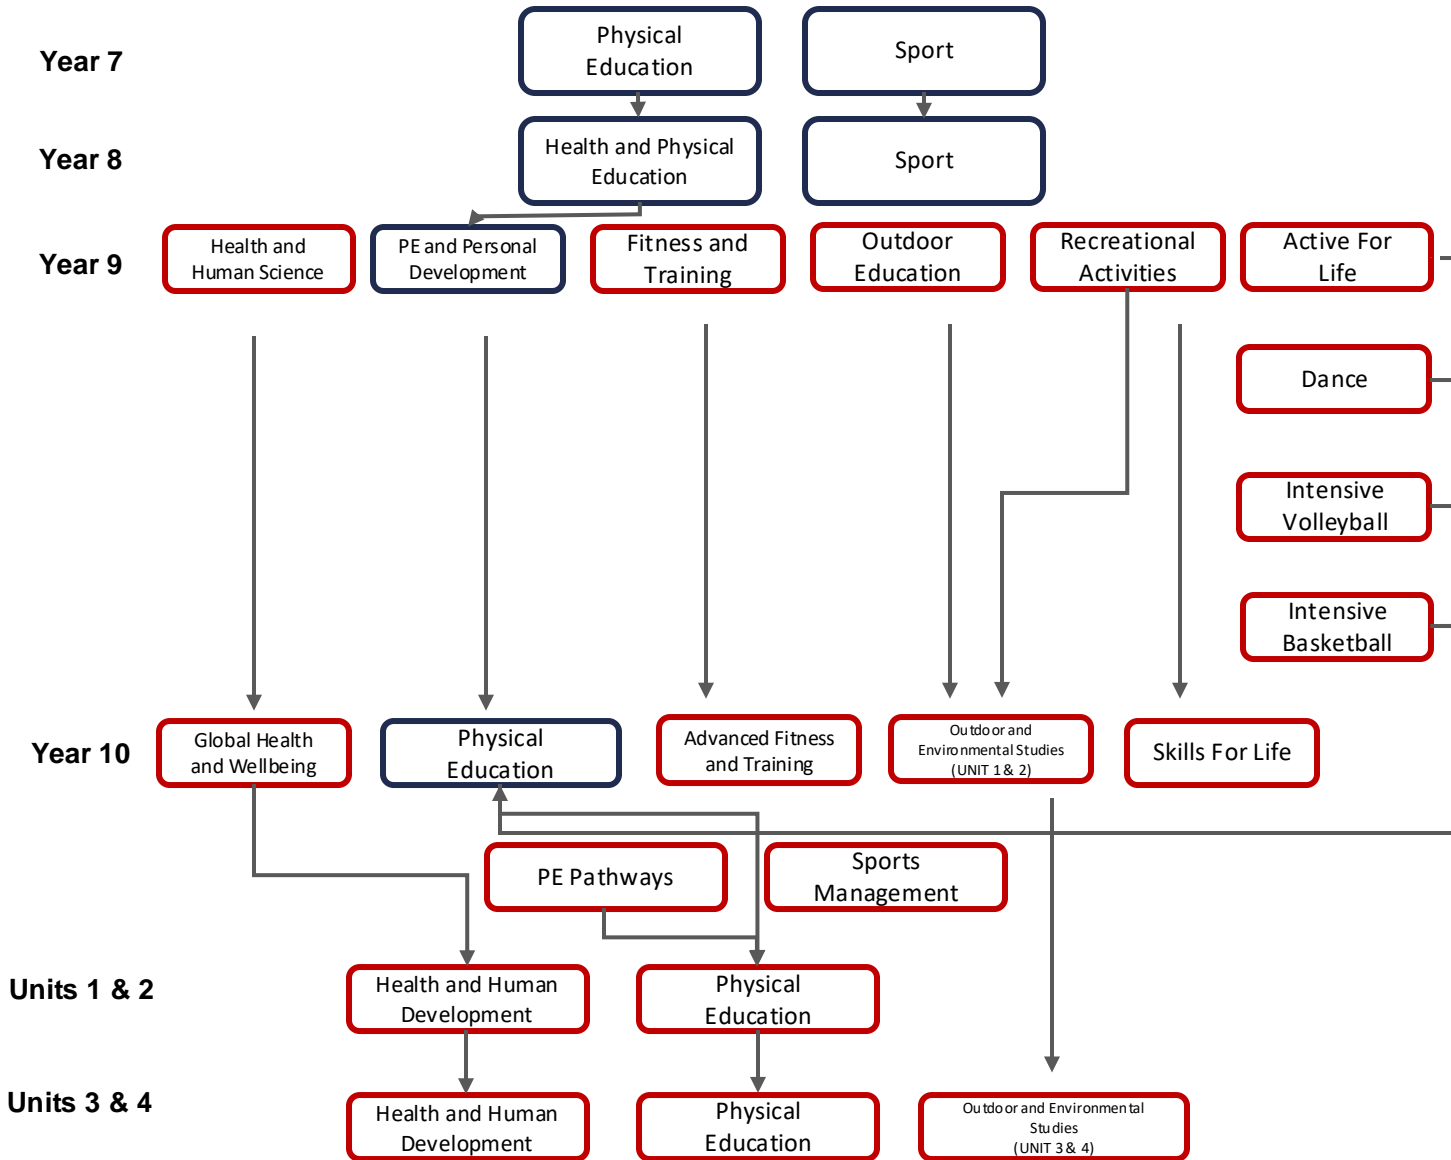 Year 7
Physical
Education
Sport
Year 8
Health and Physical
Education
Sport
Year 9
Health and
Human Science
PE and Personal
Development
Fitness and
Training
Outdoor
Education
Recreational
Activities
Active For
Life
Dance
Intensive
Volleyball
Intensive
Basketball
Year 10
Global Health
and Wellbeing
Physical
Education
Advanced Fitness
and Training
Outdoor and
Environmental Studies
(UNIT 1 & 2)
Skills For Life
PE Pathways
Sports
Management
Units 1 & 2
Health and Human
Development
Physical
Education
Units 3 & 4
Health and Human
Development
Physical
Education
Outdoor and Environmental
Studies
(UNIT 3 & 4)